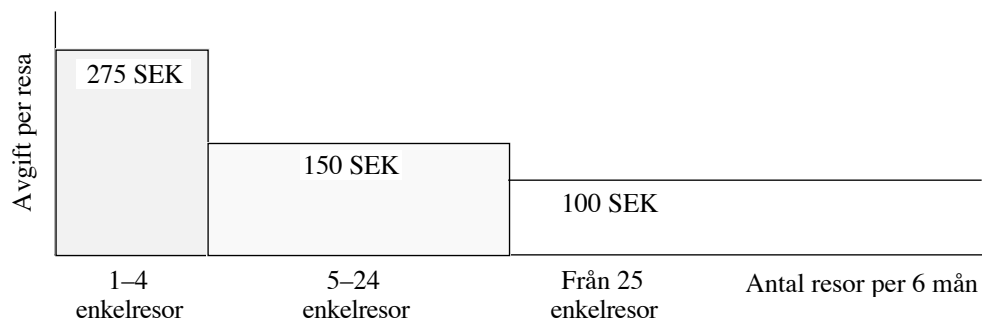 Avgift per resa
275 SEK
150 SEK
100 SEK
1–4
enkelresor
5–24
enkelresor
Från 25
enkelresor
Antal resor per 6 mån